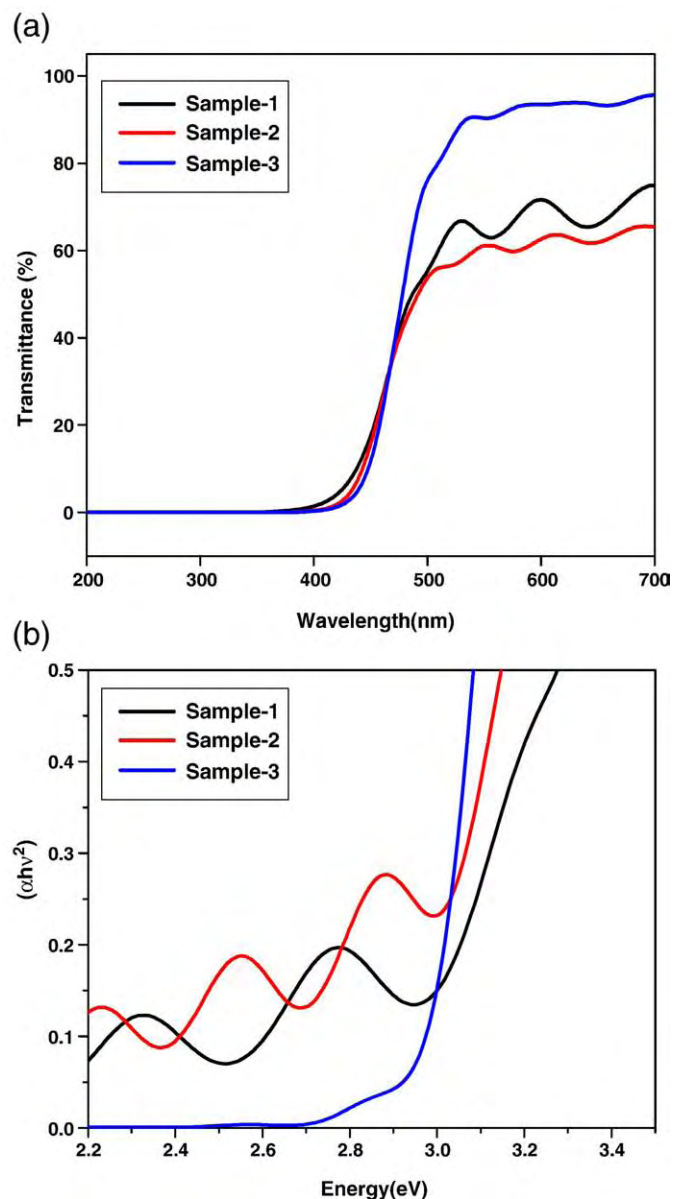 (a)
100
80
60
40
20
0
Transmittance (%)
Sample-1
Sample-2
Sample-3
200 300 400 500 600 700
Wavelength(nm)
(b)
0.5
0.4
0.3
0.2
0.1
0.0
(αhν²)
Sample-1
Sample-2
Sample-3
2.2 2.4 2.6 2.8 3.0 3.2 3.4
Energy(eV)